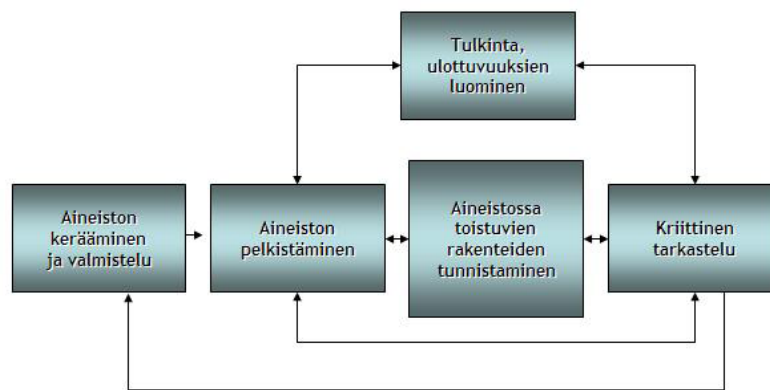 Tulkinta,
ulottuvuuksien
luominen
Aineiston
kerääminen
ja valmistelu
Aineiston
pelkistäminen
Aineistossa
toistuvien
rakenteiden
tunnistaminen
Kriittinen
tarkastelu